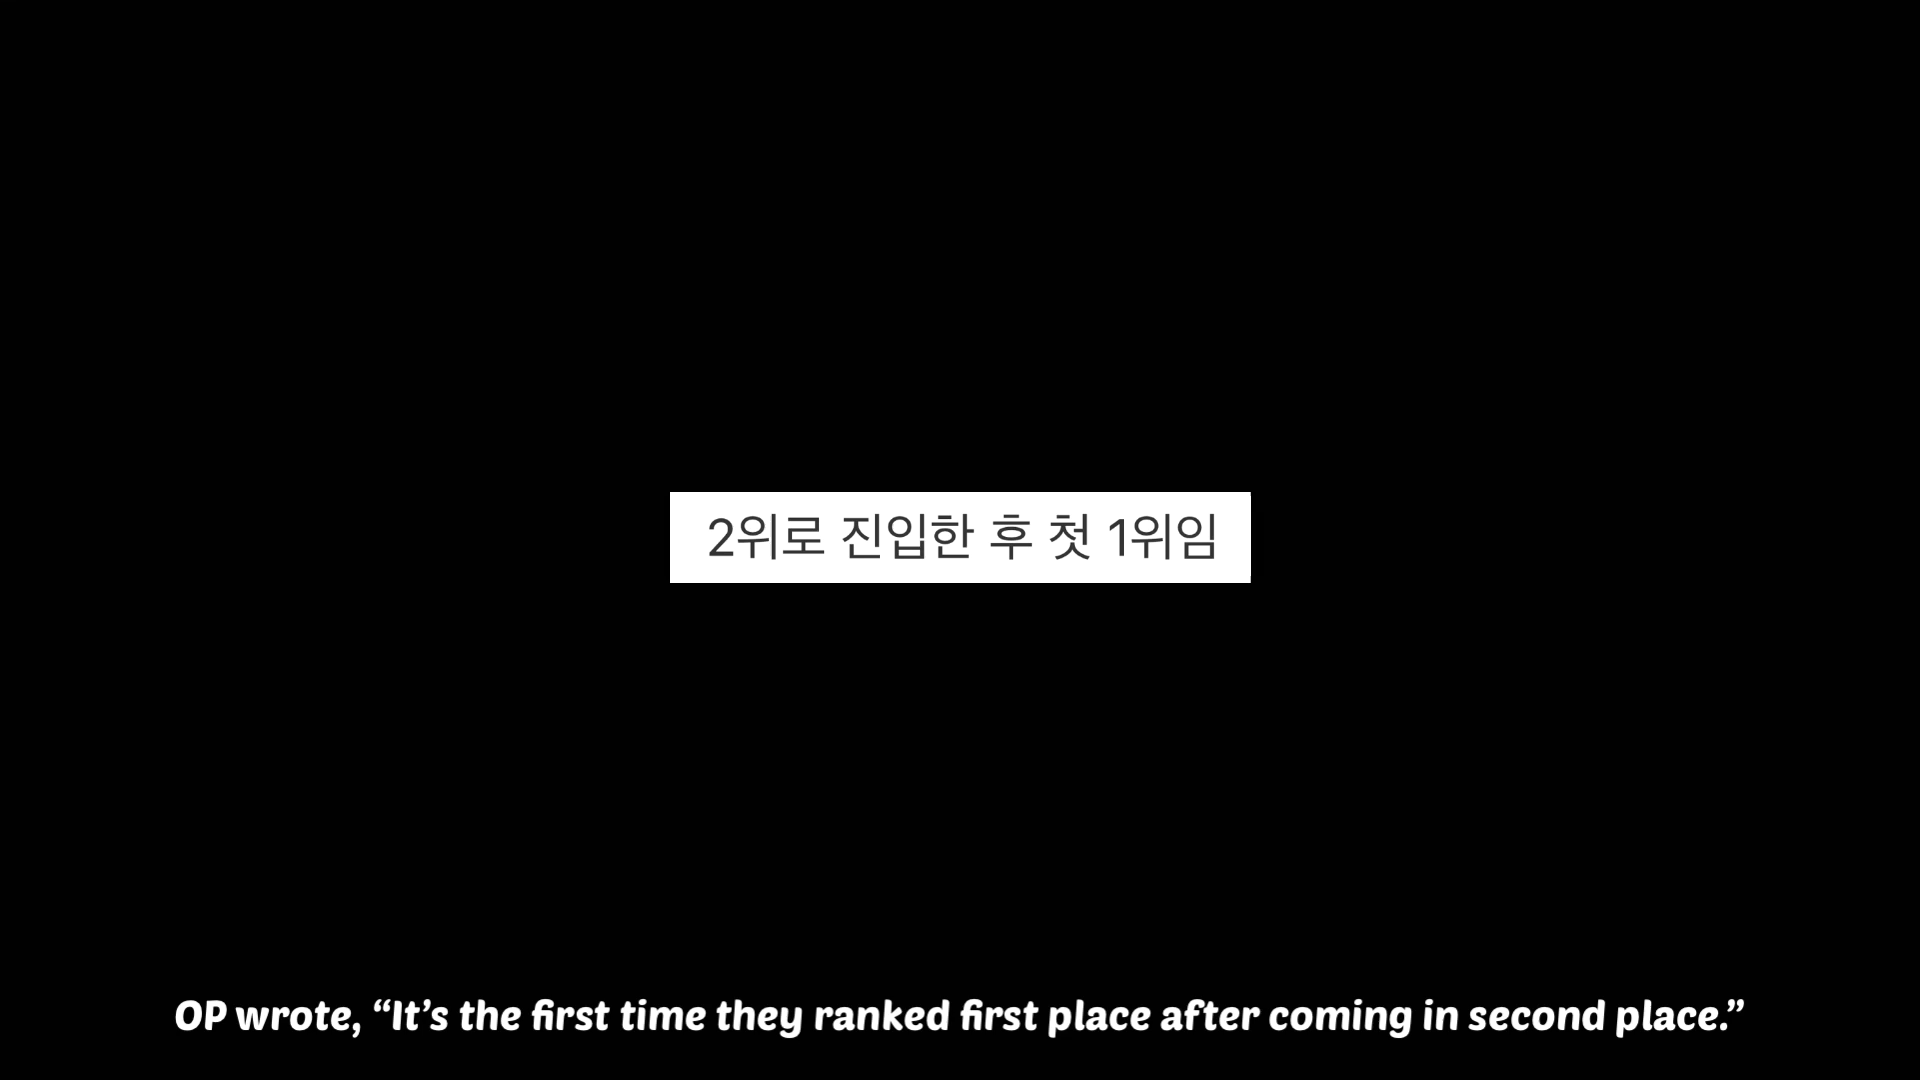 2위로 진입한 후 첫 1위임
OP wrote, “It’s the first time they ranked first place after coming in second place.”